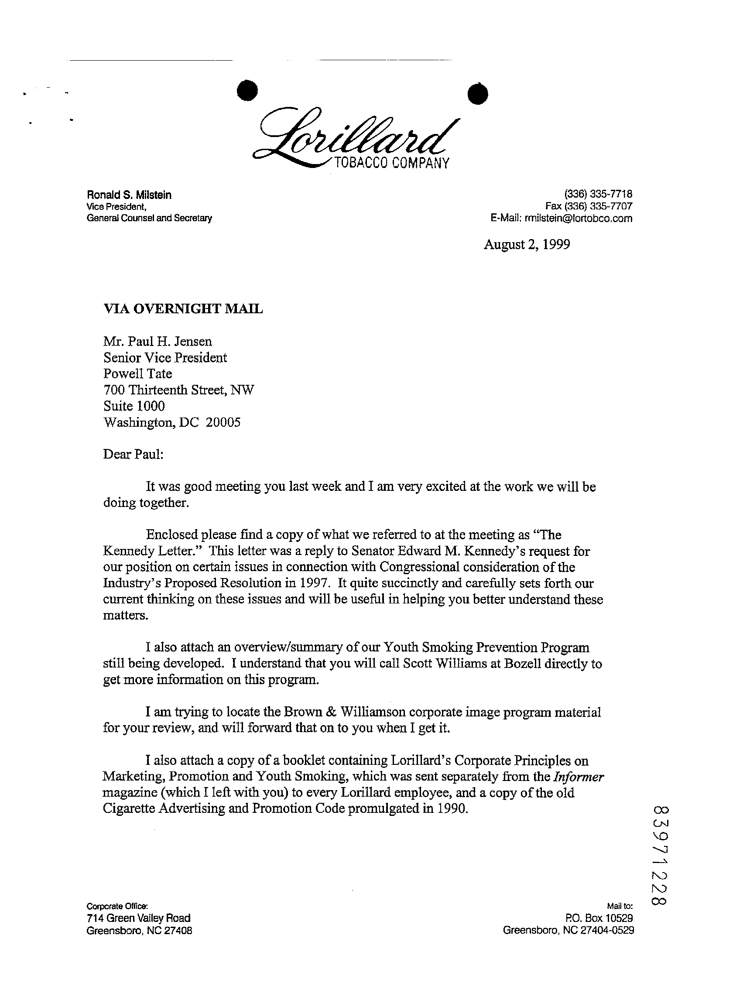 Lorillard
TOBACCO COMPANY
Ronald S. Milstein
Vice President,
General Counsel and Secretary
(336) 335-7718
Fax (336) 335-7707
E-Mail: rmilstein@lortobco.com
August 2, 1999
VIA OVERNIGHT MAIL
Mr. Paul H. Jensen
Senior Vice President
Powell Tate
700 Thirteenth Street, NW
Suite 1000
Washington, DC 20005
Dear Paul:
It was good meeting you last week and I am very excited at the work we will be
doing together.
Enclosed please find a copy of what we referred to at the meeting as “The
Kennedy Letter.” This letter was a reply to Senator Edward M. Kennedy’s request for
our position on certain issues in connection with Congressional consideration of the
Industry’s Proposed Resolution in 1997. It quite succinctly and carefully sets forth our
current thinking on these issues and will be useful in helping you better understand these
matters.
I also attach an overview/summary of our Youth Smoking Prevention Program
still being developed. I understand that you will call Scott Williams at Bozell directly to
get more information on this program.
I am trying to locate the Brown & Williamson corporate image program material
for your review, and will forward that on to you when I get it.
I also attach a copy of a booklet containing Lorillard’s Corporate Principles on
Marketing, Promotion and Youth Smoking, which was sent separately from the Informer
magazine (which I left with you) to every Lorillard employee, and a copy of the old
Cigarette Advertising and Promotion Code promulgated in 1990.
83971228
Corporate Office:
714 Green Valley Road
Greensboro, NC 27408
Mail to:
P.O. Box 10529
Greensboro, NC 27404-0529